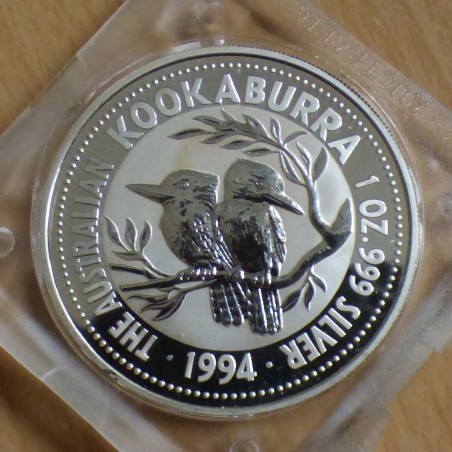 THE AUSTRALIAN KOOKABURRA 1 OZ. 999 SILVER
· 1994 ·